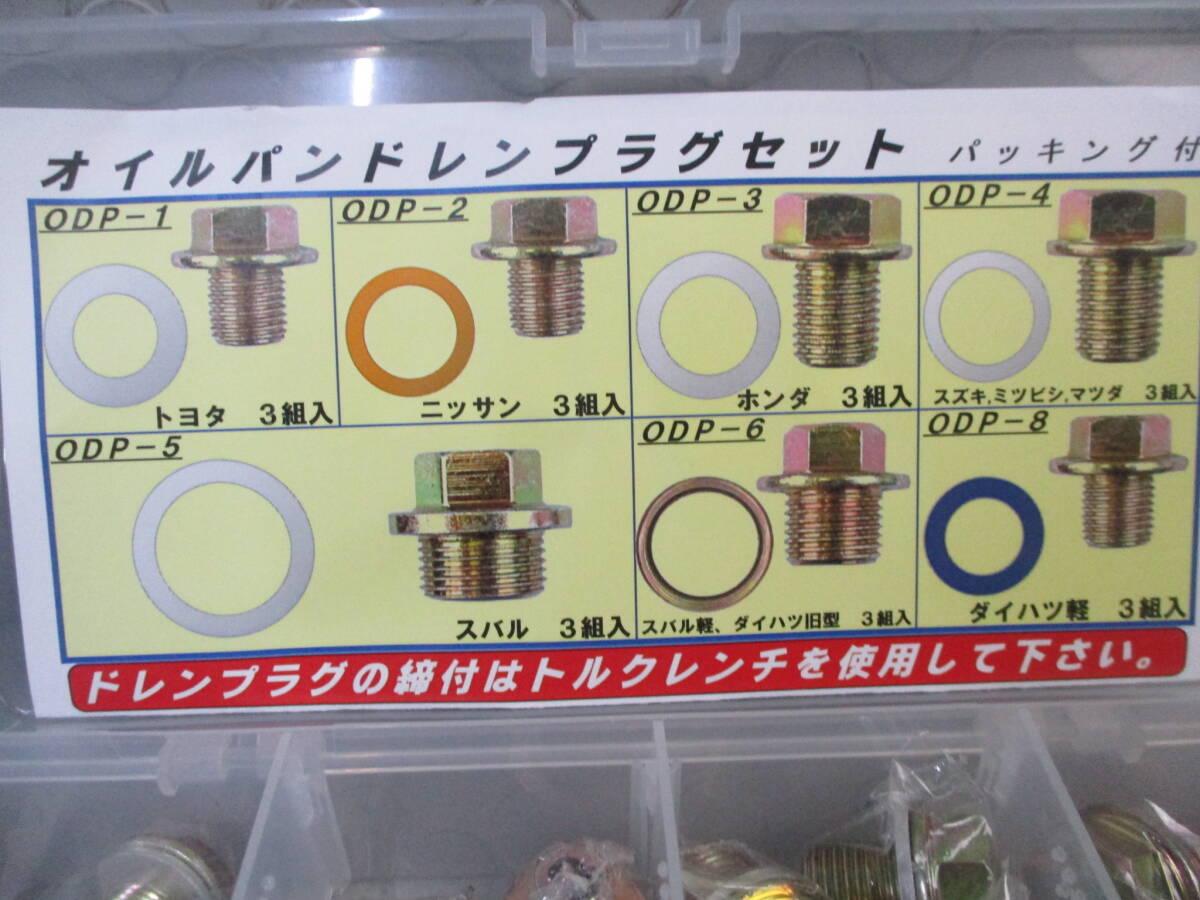 オイルパンドレンプラグセット パッキング付
ODP-1
トヨタ 3組入
ODP-2
ニッサン 3組入
ODP-3
ホンダ 3組入
ODP-4
スズキ,ミツビシ,マツダ 3組入
ODP-5
スバル 3組入
ODP-6
スバル軽、ダイハツ旧型 3組入
ODP-8
ダイハツ軽 3組入
ドレンプラグの締付はトルクレンチを使用して下さい。